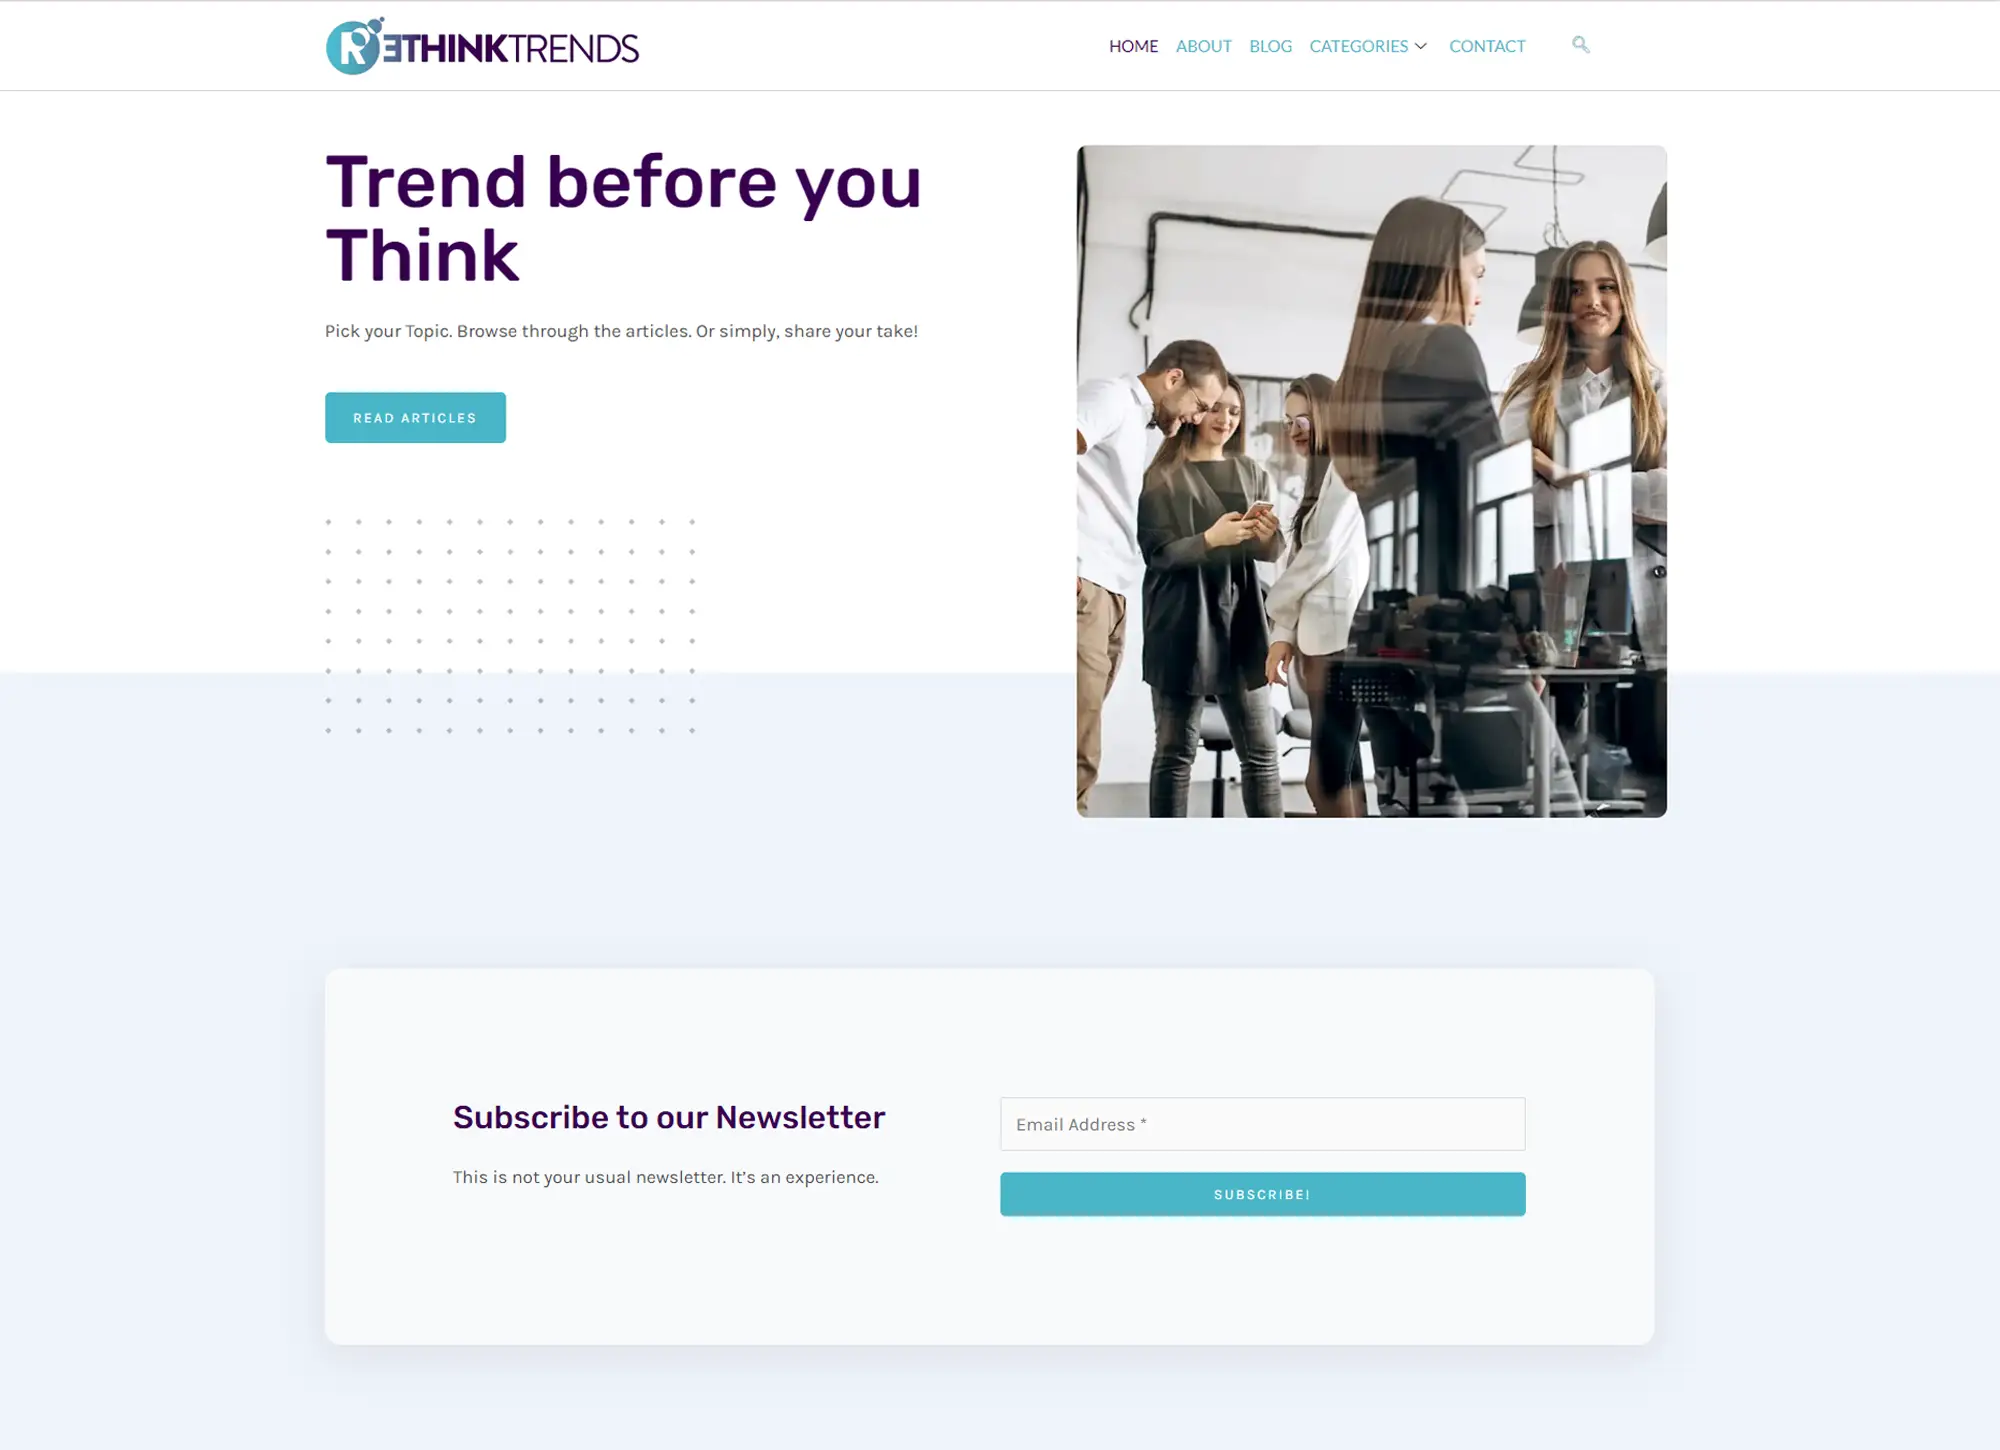 RETHINKTRENDS
HOME ABOUT BLOG CATEGORIES CONTACT
Trend before you
Think
Pick your Topic. Browse through the articles. Or simply, share your take!
READ ARTICLES
Subscribe to our Newsletter
This is not your usual newsletter. It’s an experience.
Email Address *
SUBSCRIBE!